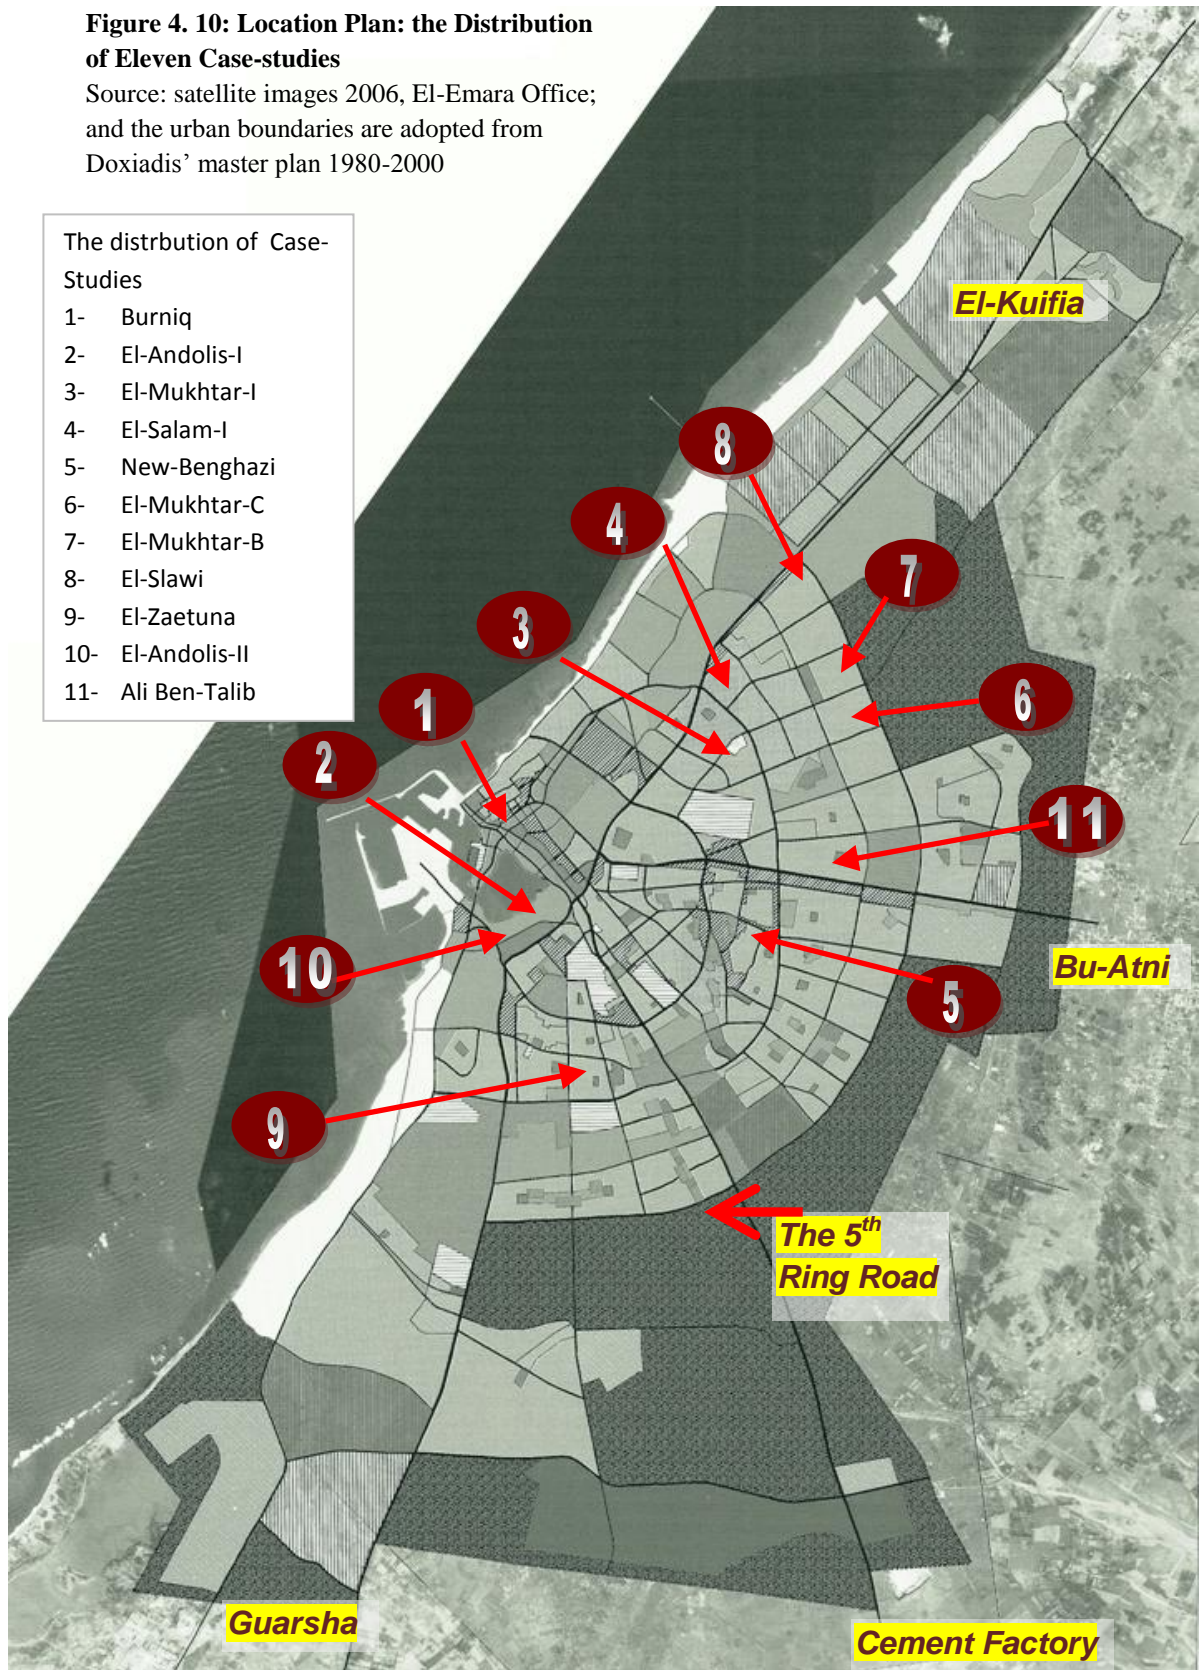 Figure 4. 10: Location Plan: the Distribution
of Eleven Case-studies
Source: satellite images 2006, El-Emara Office;
and the urban boundaries are adopted from
Doxiadis’ master plan 1980-2000
The distrbution of Case-
Studies
1- Burniq
2- El-Andolis-I
3- El-Mukhtar-I
4- El-Salam-I
5- New-Benghazi
6- El-Mukhtar-C
7- El-Mukhtar-B
8- El-Slawi
9- El-Zaetuna
10- El-Andolis-II
11- Ali Ben-Talib
El-Kuifia
8
4
7
3
6
1
2
11
10
Bu-Atni
5
9
The 5th
Ring Road
Guarsha
Cement Factory